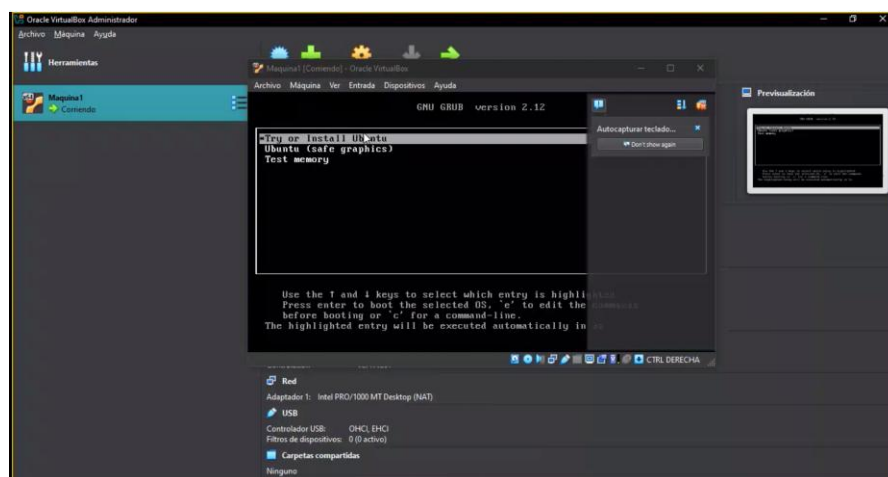 Oracle VirtualBox Administrador
Archivo Máquina Ayuda
Herramientas
Maquina1
Corriendo
Maquina1 [Corriendo] - Oracle VirtualBox
Archivo Máquina Ver Entrada Dispositivos Ayuda
GNU GRUB version 2.12
*Try or Install Ubuntu
Ubuntu (safe graphics)
Test memory
Use the ↑ and ↓ keys to select which entry is
Press enter to boot the selected OS, `e' to edit the
before booting or `c' for a command-line.
The highlighted entry will be executed automatically in
Autocapturar teclado...
Don't show again
CTRL DERECHA
Previsualización
Red
Adaptador 1: Intel PRO/1000 MT Desktop (NAT)
USB
Controlador USB: OHCI, EHCI
Filtros de dispositivos: 0 (0 activo)
Carpetas compartidas
Ninguno